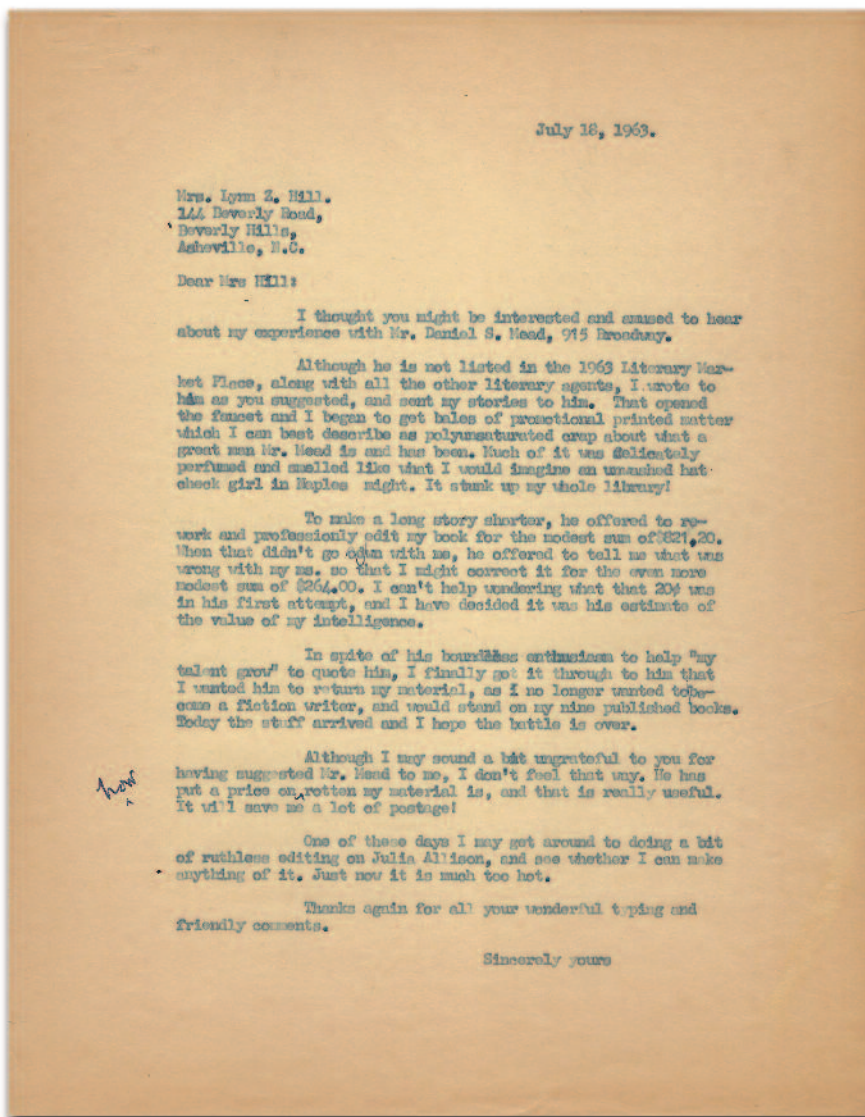 July 18, 1963.
Mrs. Lynn Z. Hill.
144 Beverly Road,
Beverly Hills,
Asheville, N.C.
Dear Mrs Hill:
I thought you might be interested and amused to hear
about my experience with Mr. Daniel S. Mead, 915 Broadway.
Although he is not listed in the 1963 Literary Mar-
ket Place, along with all the other literary agents, I wrote to
him as you suggested, and sent my stories to him. That opened
the faucet and I began to get bales of promotional printed matter
which I can best describe as polyunsaturated crap about what a
great man Mr. Mead is and has been. Much of it was delicately
perfumed and smelled like what I would imagine an unwashed hat
check girl in Naples might. It stunk up my whole library!
To make a long story shorter, he offered to re-
work and professionly edit my book for the modest sum of $821,20.
When that didn't go down with me, he offered to tell me what was
wrong with my ms. so that I might correct it for the even more
modest sum of $264.00. I can't help wondering what that 20¢ was
in his first attempt, and I have decided it was his estimate of
the value of my intelligence.
In spite of his boundless enthusiasm to help "my
talent grow" to quote him, I finally got it through to him that
I wanted him to return my material, as i no longer wanted tobe-
come a fiction writer, and would stand on my nine published books.
Today the stuff arrived and I hope the battle is over.
Although I may sound a bit ungrateful to you for
having suggested Mr. Mead to me, I don't feel that way. He has
how
put a price on rotten my material is, and that is really useful.
It will save me a lot of postage!
One of these days I may get around to doing a bit
of ruthless editing on Julia Allison, and see whether I can make
anything of it. Just now it is much too hot.
Thanks again for all your wonderful typing and
friendly comments.
Sincerely yours